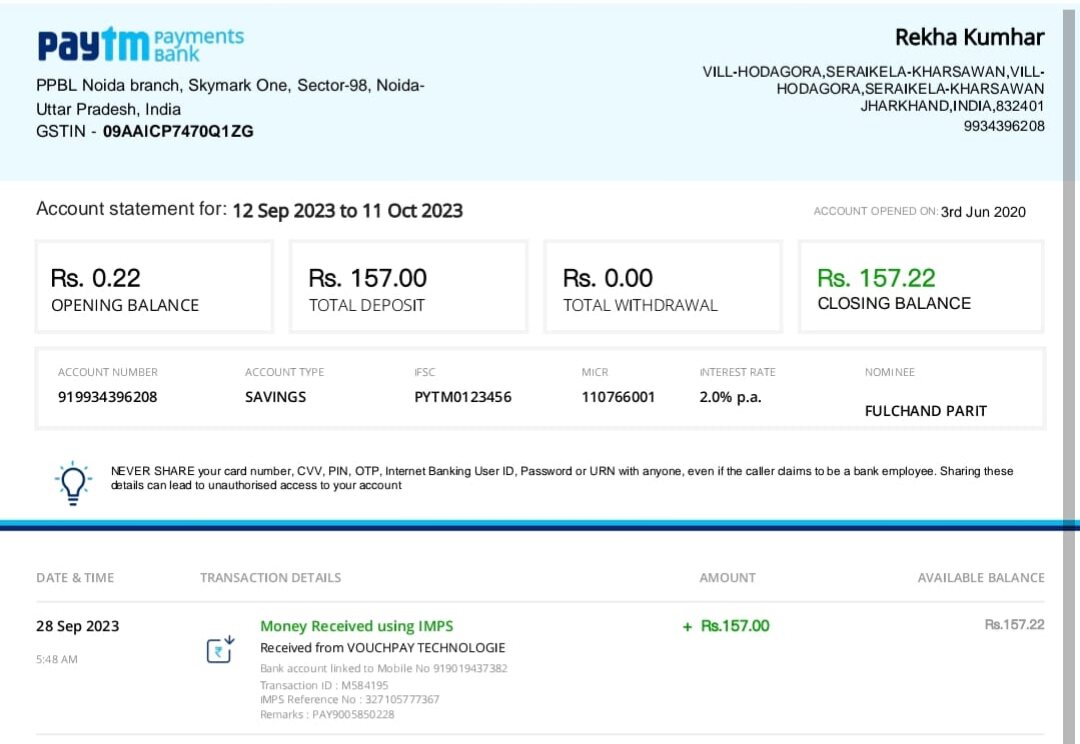 paytm payments bank
PPBL Noida branch, Skymark One, Sector-98, Noida-
Uttar Pradesh, India
GSTIN - 09AAICP7470Q1ZG
Rekha Kumhar
VILL-HODAGORA,SERAIKELA-KHARSAWAN,VILL-
HODAGORA,SERAIKELA-KHARSAWAN
JHARKHAND,INDIA,832401
9934396208
Account statement for: 12 Sep 2023 to 11 Oct 2023
ACCOUNT OPENED ON: 3rd Jun 2020
Rs. 0.22
OPENING BALANCE
Rs. 157.00
TOTAL DEPOSIT
Rs. 0.00
TOTAL WITHDRAWAL
Rs. 157.22
CLOSING BALANCE
ACCOUNT NUMBER
919934396208
ACCOUNT TYPE
SAVINGS
IFSC
PYTM0123456
MICR
110766001
INTEREST RATE
2.0% p.a.
NOMINEE
FULCHAND PARIT
NEVER SHARE your card number, CVV, PIN, OTP, Internet Banking User ID, Password or URN with anyone, even if the caller claims to be a bank employee. Sharing these
details can lead to unauthorised access to your account
DATE & TIME TRANSACTION DETAILS AMOUNT AVAILABLE BALANCE
28 Sep 2023
5:48 AM
₹
Money Received using IMPS
Received from VOUCHPAY TECHNOLOGIE
Bank account linked to Mobile No 919019437382
Transaction ID : M584195
IMPS Reference No : 327105777367
Remarks : PAY9005850228
+ Rs.157.00
Rs.157.22